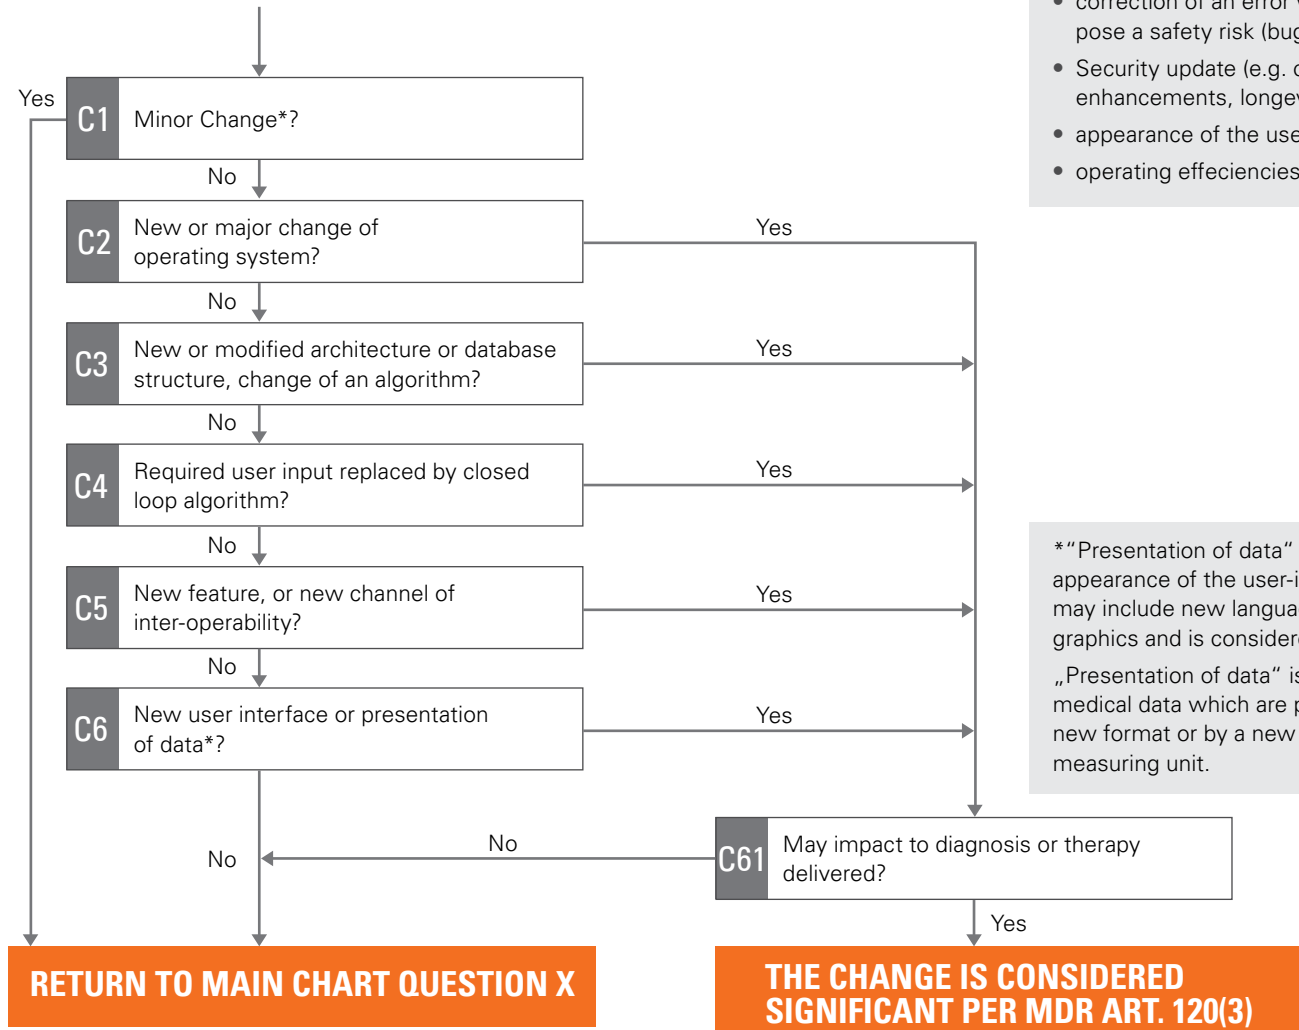 correction of an error
pose a safety risk (bug
• Security update (e.g.
enhancements,
• appearance of the
• operating effeciencies
Yes
C1
Minor Change*?
No
C2
New or major change of
operating system?
Yes
No
C3
New or modified architecture or database
structure, change of an algorithm?
Yes
No
C4
Required user input replaced by closed
loop algorithm?
Yes
No
C5
New feature, or new channel of
inter-operability?
Yes
No
C6
New user interface or presentation
of data*?
Yes
*“Presentation of data“
appearance of the
may include new
graphics and is
„Presentation of data“
medical data which are
new format or by a new
measuring unit.
No
No
C61
May impact to diagnosis or therapy
delivered?
Yes
RETURN TO MAIN CHART QUESTION X
THE CHANGE IS CONSIDERED
SIGNIFICANT PER MDR ART. 120(3)